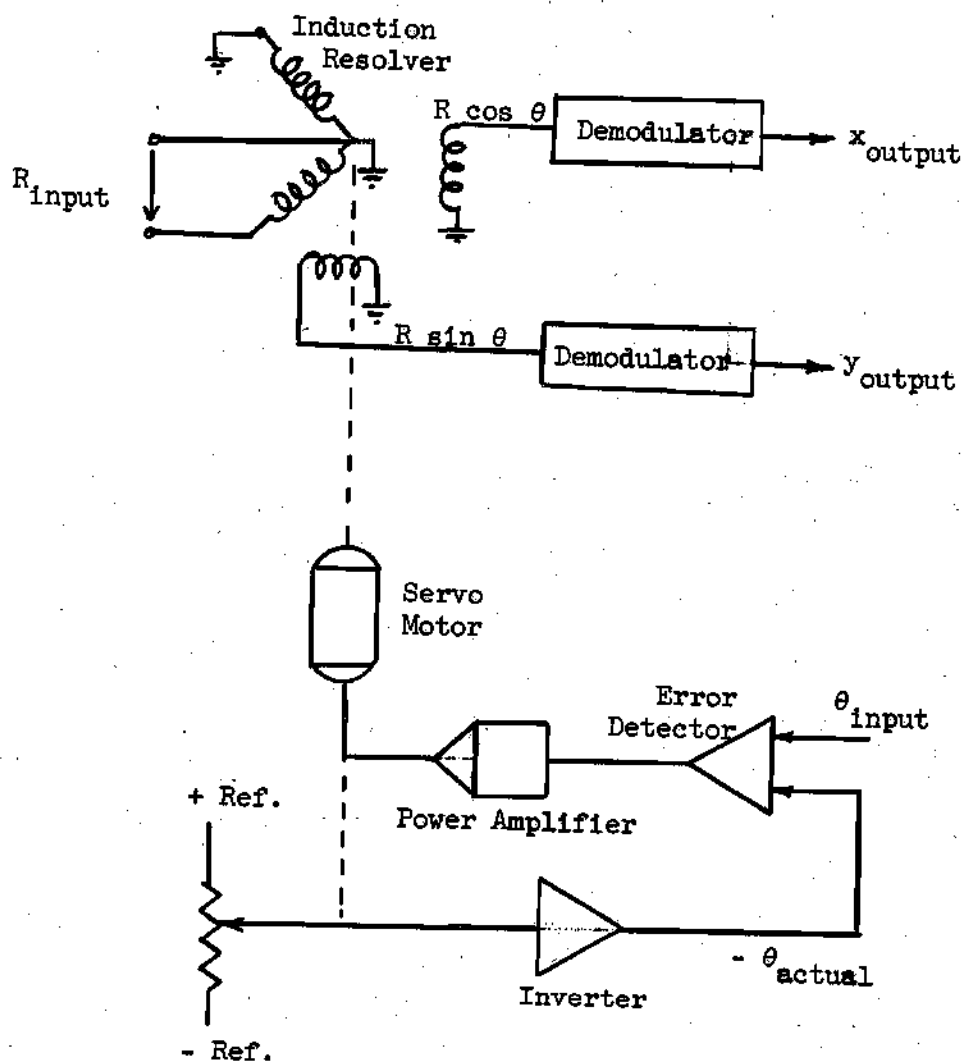 Induction
Resolver
R cos θ
Demodulator
x output
R input
R sin θ
Demodulator
y output
Servo
Motor
Error
Detector
θ input
+ Ref.
Power Amplifier
- θ actual
Inverter
- Ref.